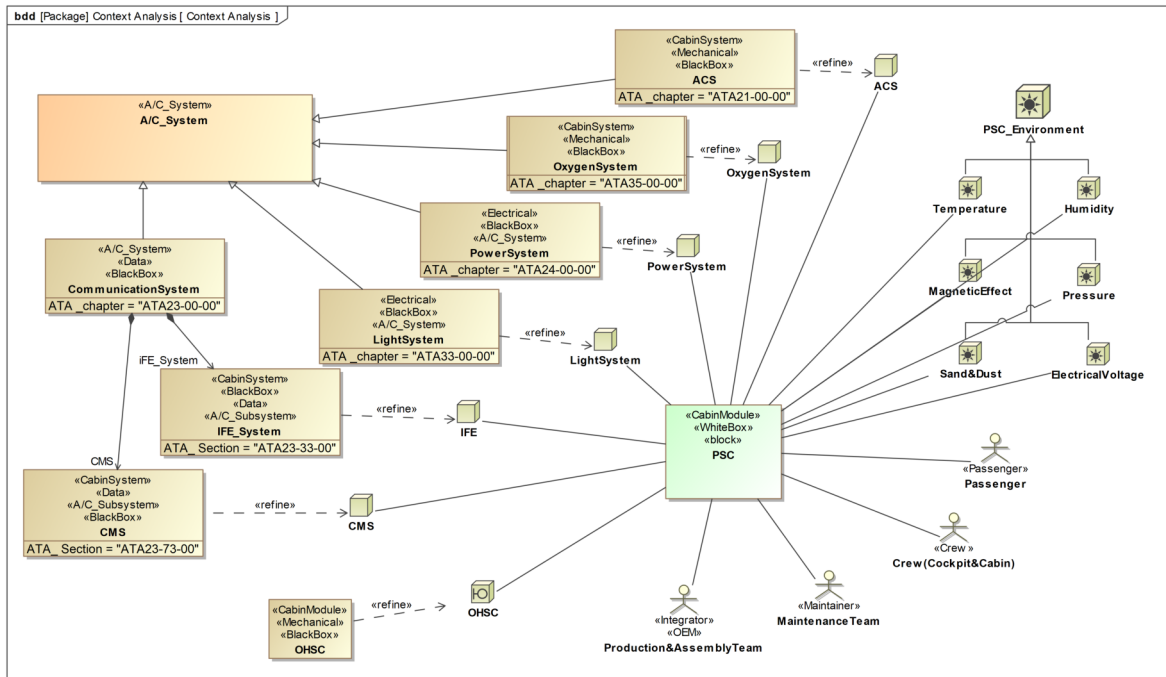 bdd [Package] Context Analysis [ Context Analysis ]
«CabinSystem»
«Mechanical»
«BlackBox»
ACS
ATA _chapter = "ATA21-00-00"
«refine»
ACS
«A/C_System»
A/C_System
PSC_Environment
«CabinSystem»
«Mechanical»
«BlackBox»
OxygenSystem
ATA _chapter = "ATA35-00-00"
«refine»
OxygenSystem
Temperature
Humidity
«Electrical»
«BlackBox»
«A/C_System»
PowerSystem
ATA _chapter = "ATA24-00-00"
«refine»
PowerSystem
«A/C_System»
«Data»
«BlackBox»
CommunicationSystem
ATA _chapter = "ATA23-00-00"
MagneticEffect
Pressure
«Electrical»
«BlackBox»
«A/C_System»
LightSystem
ATA _chapter = "ATA33-00-00"
«refine»
LightSystem
Sand&Dust
ElectricalVoltage
iFE_System
«CabinSystem»
«BlackBox»
«Data»
«A/C_Subsystem»
IFE_System
ATA_ Section = "ATA23-33-00"
«refine»
IFE
«CabinModule»
«WhiteBox»
«block»
PSC
CMS
«CabinSystem»
«Data»
«A/C_Subsystem»
«BlackBox»
CMS
ATA_ Section = "ATA23-73-00"
«refine»
CMS
«Passenger»
Passenger
«Crew»
Crew(Cockpit&Cabin)
«CabinModule»
«Mechanical»
«BlackBox»
OHSC
«refine»
OHSC
«Integrator»
«OEM»
Production&AssemblyTeam
«Maintainer»
MaintenanceTeam